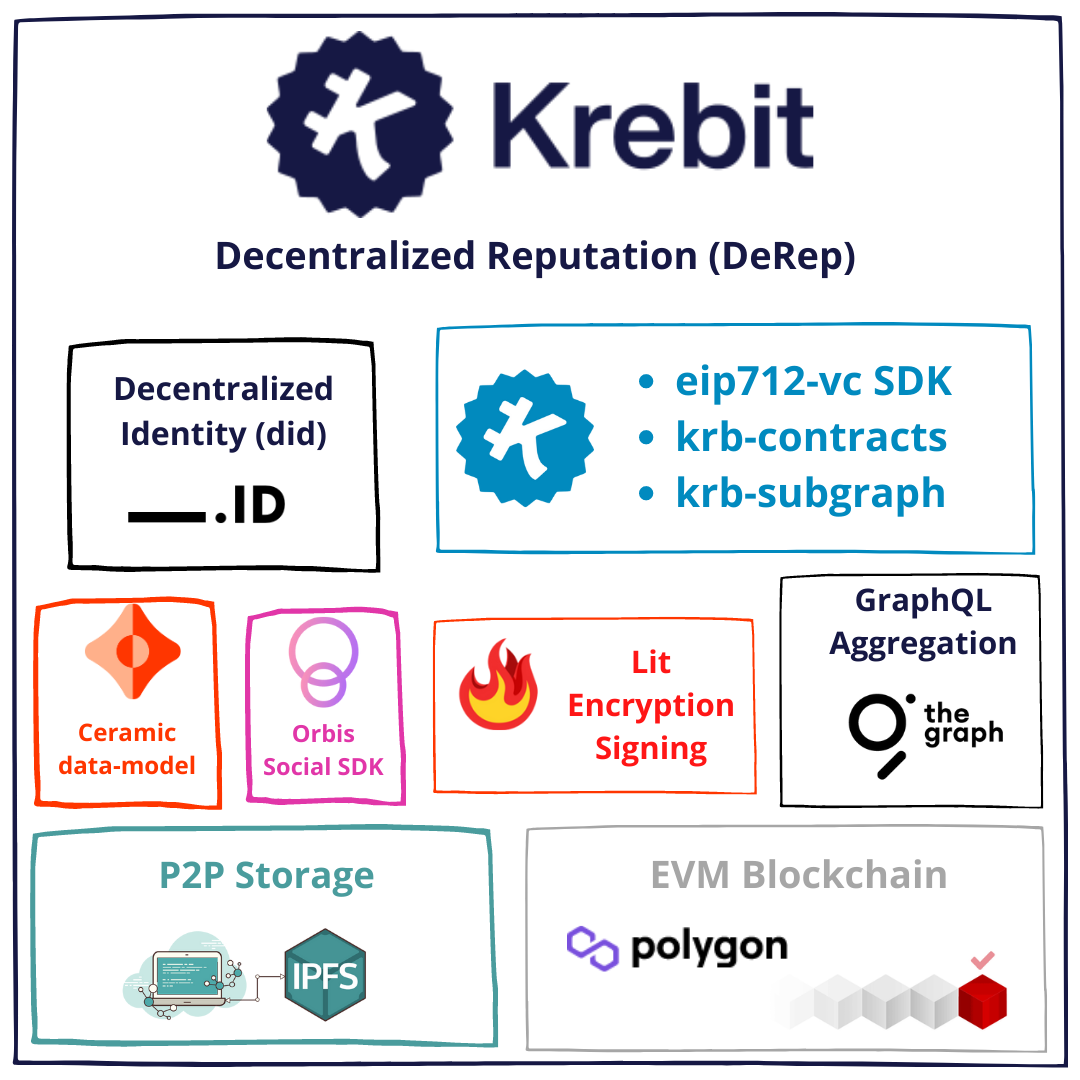 Krebit
Decentralized Reputation (DeRep)
Decentralized
Identity (did)
__.ID
• eip712-vc SDK
• krb-contracts
• krb-subgraph
Ceramic
data-model
Orbis
Social SDK
Lit
Encryption
Signing
GraphQL
Aggregation
the
graph
P2P Storage
IPFS
EVM Blockchain
polygon